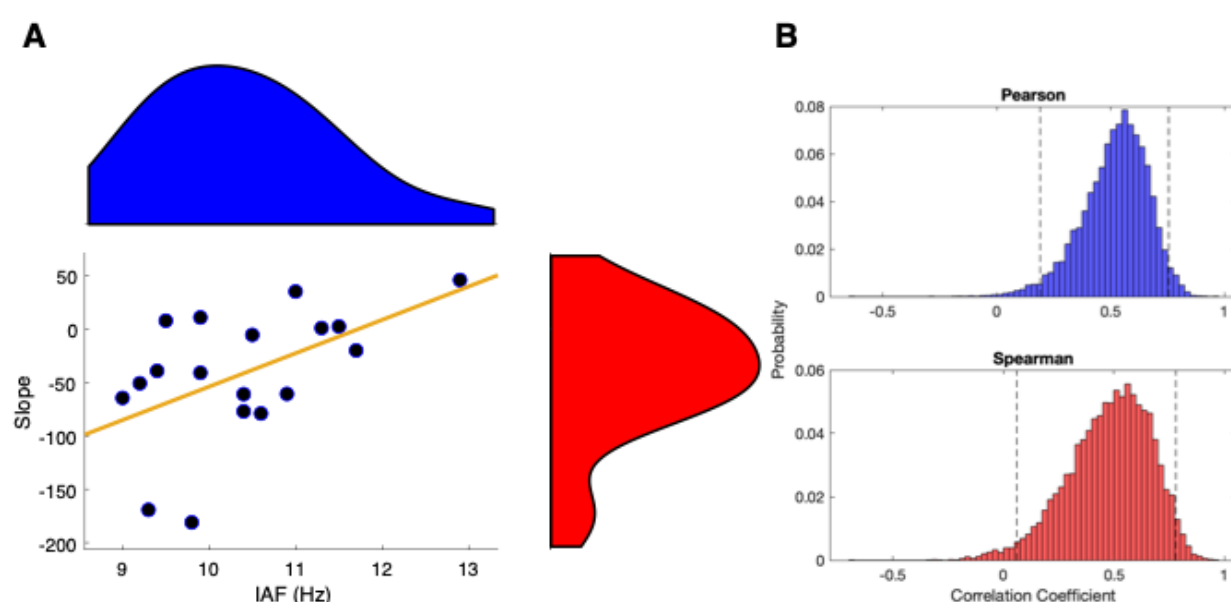 A
B
50
0
-50
-100
-150
-200
Slope
9 10 11 12 13
IAF (Hz)
Pearson
0.08
0.06
0.04
0.02
0
-0.5 0 0.5 1
Probability
Spearman
0.06
0.04
0.02
0
-0.5 0 0.5 1
Correlation Coefficient